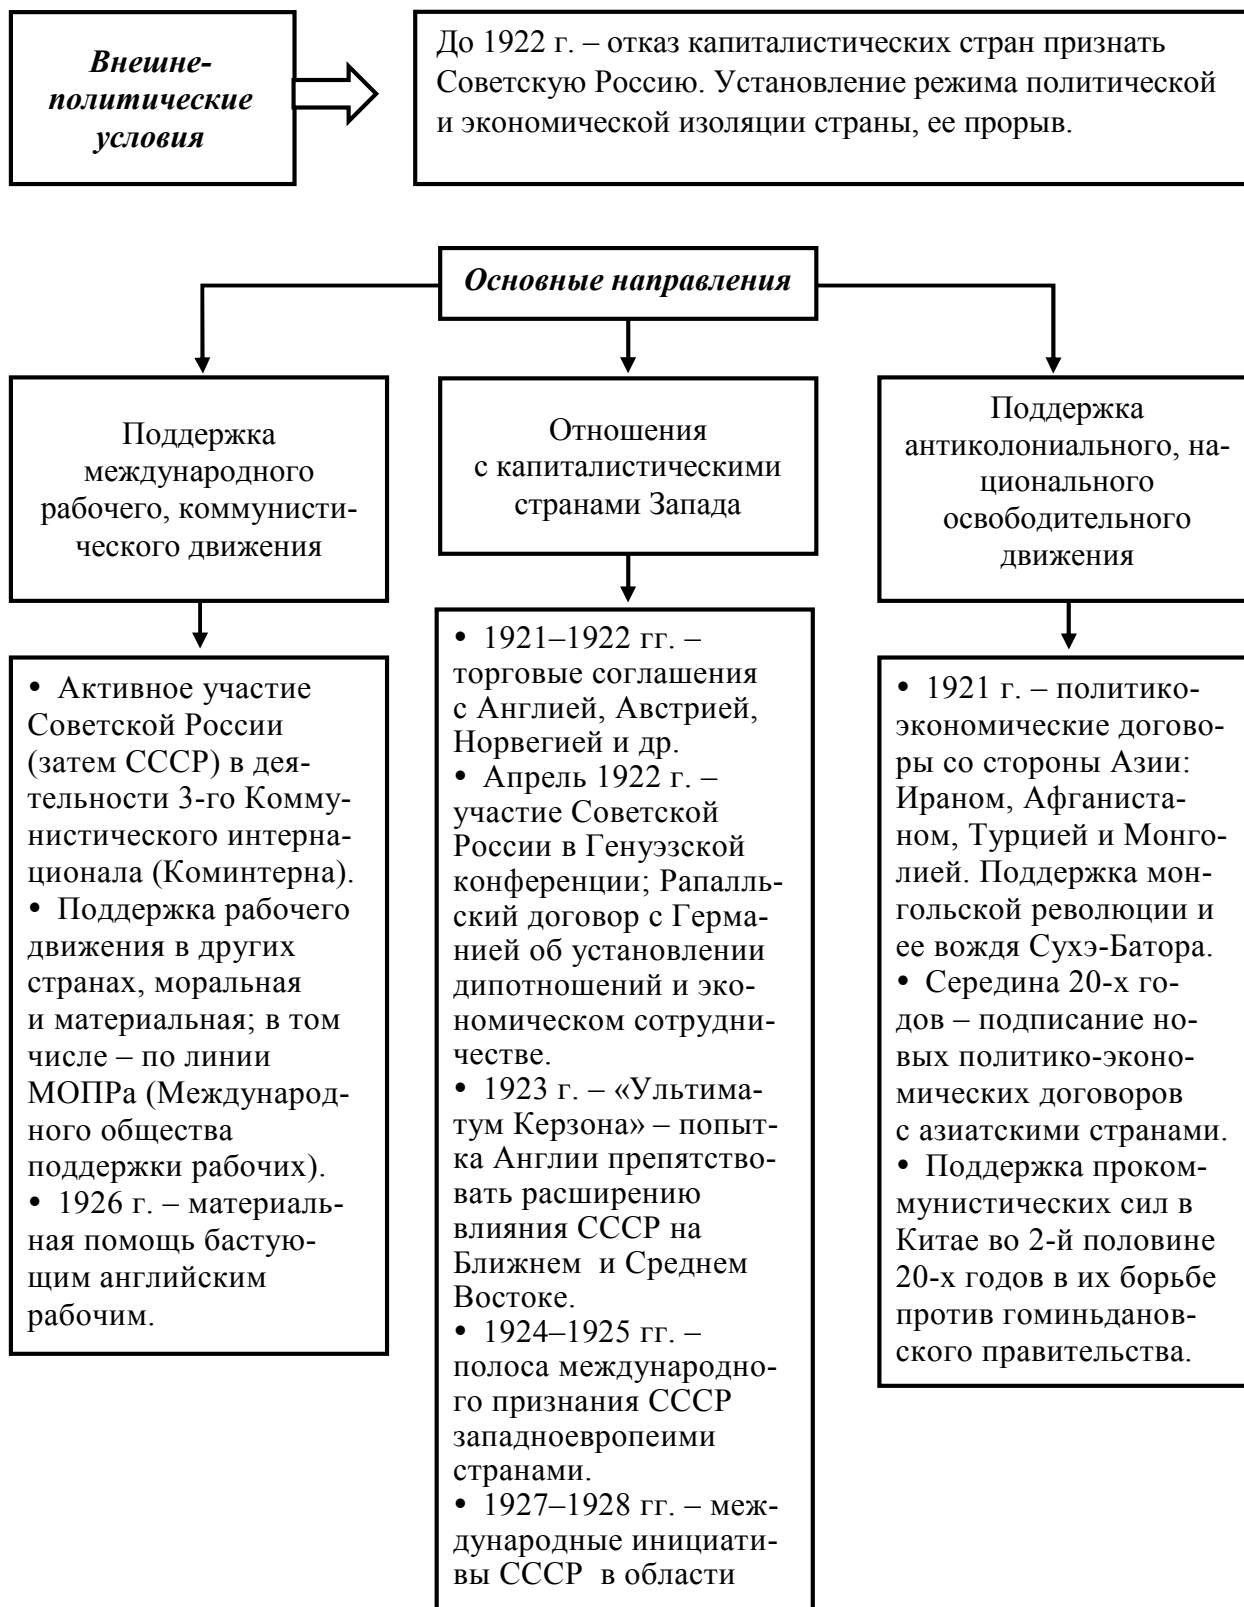 Внешне-
политические
условия
До 1922 г. – отказ капиталистических стран признать
Советскую Россию. Установление режима политической
и экономической изоляции страны, ее прорыв.
Основные направления
Поддержка
международного
рабочего, коммунисти-
ческого движения
Отношения
с капиталистическими
странами Запада
Поддержка
антиколониального, на-
ционального
освободительного
движения
• Активное участие
Советской России
(затем СССР) в дея-
тельности 3-го Комму-
нистического интерна-
ционала (Коминтерна).
• Поддержка рабочего
движения в других
странах, моральная
и материальная; в том
числе – по линии
МОПРа (Международ-
ного общества
поддержки рабочих).
• 1926 г. – материаль-
ная помощь бастую-
щим английским
рабочим.
• 1921–1922 гг. –
торговые соглашения
с Англией, Австрией,
Норвегией и др.
• Апрель 1922 г. –
участие Советской
России в Генуэзской
конференции; Рапалль-
ский договор с Герма-
нией об установлении
дипотношений и эко-
номическом сотрудни-
честве.
• 1923 г. – «Ультима-
тум Керзона» – попыт-
ка Англии препятство-
вать расширению
влияния СССР на
Ближнем и Среднем
Востоке.
• 1924–1925 гг. –
полоса международно-
го признания СССР
западноевропеими
странами.
• 1927–1928 гг. – меж-
дународные инициати-
вы СССР в области
• 1921 г. – политико-
экономические догово-
ры со стороны Азии:
Ираном, Афганиста-
ном, Турцией и Монго-
лией. Поддержка мон-
гольской революции и
ее вождя Сухэ-Батора.
• Середина 20-х го-
дов – подписание но-
вых политико-эконо-
мических договоров
с азиатскими странами.
• Поддержка проком-
мунистических сил в
Китае во 2-й половине
20-х годов в их борьбе
против гоминьданов-
ского правительства.